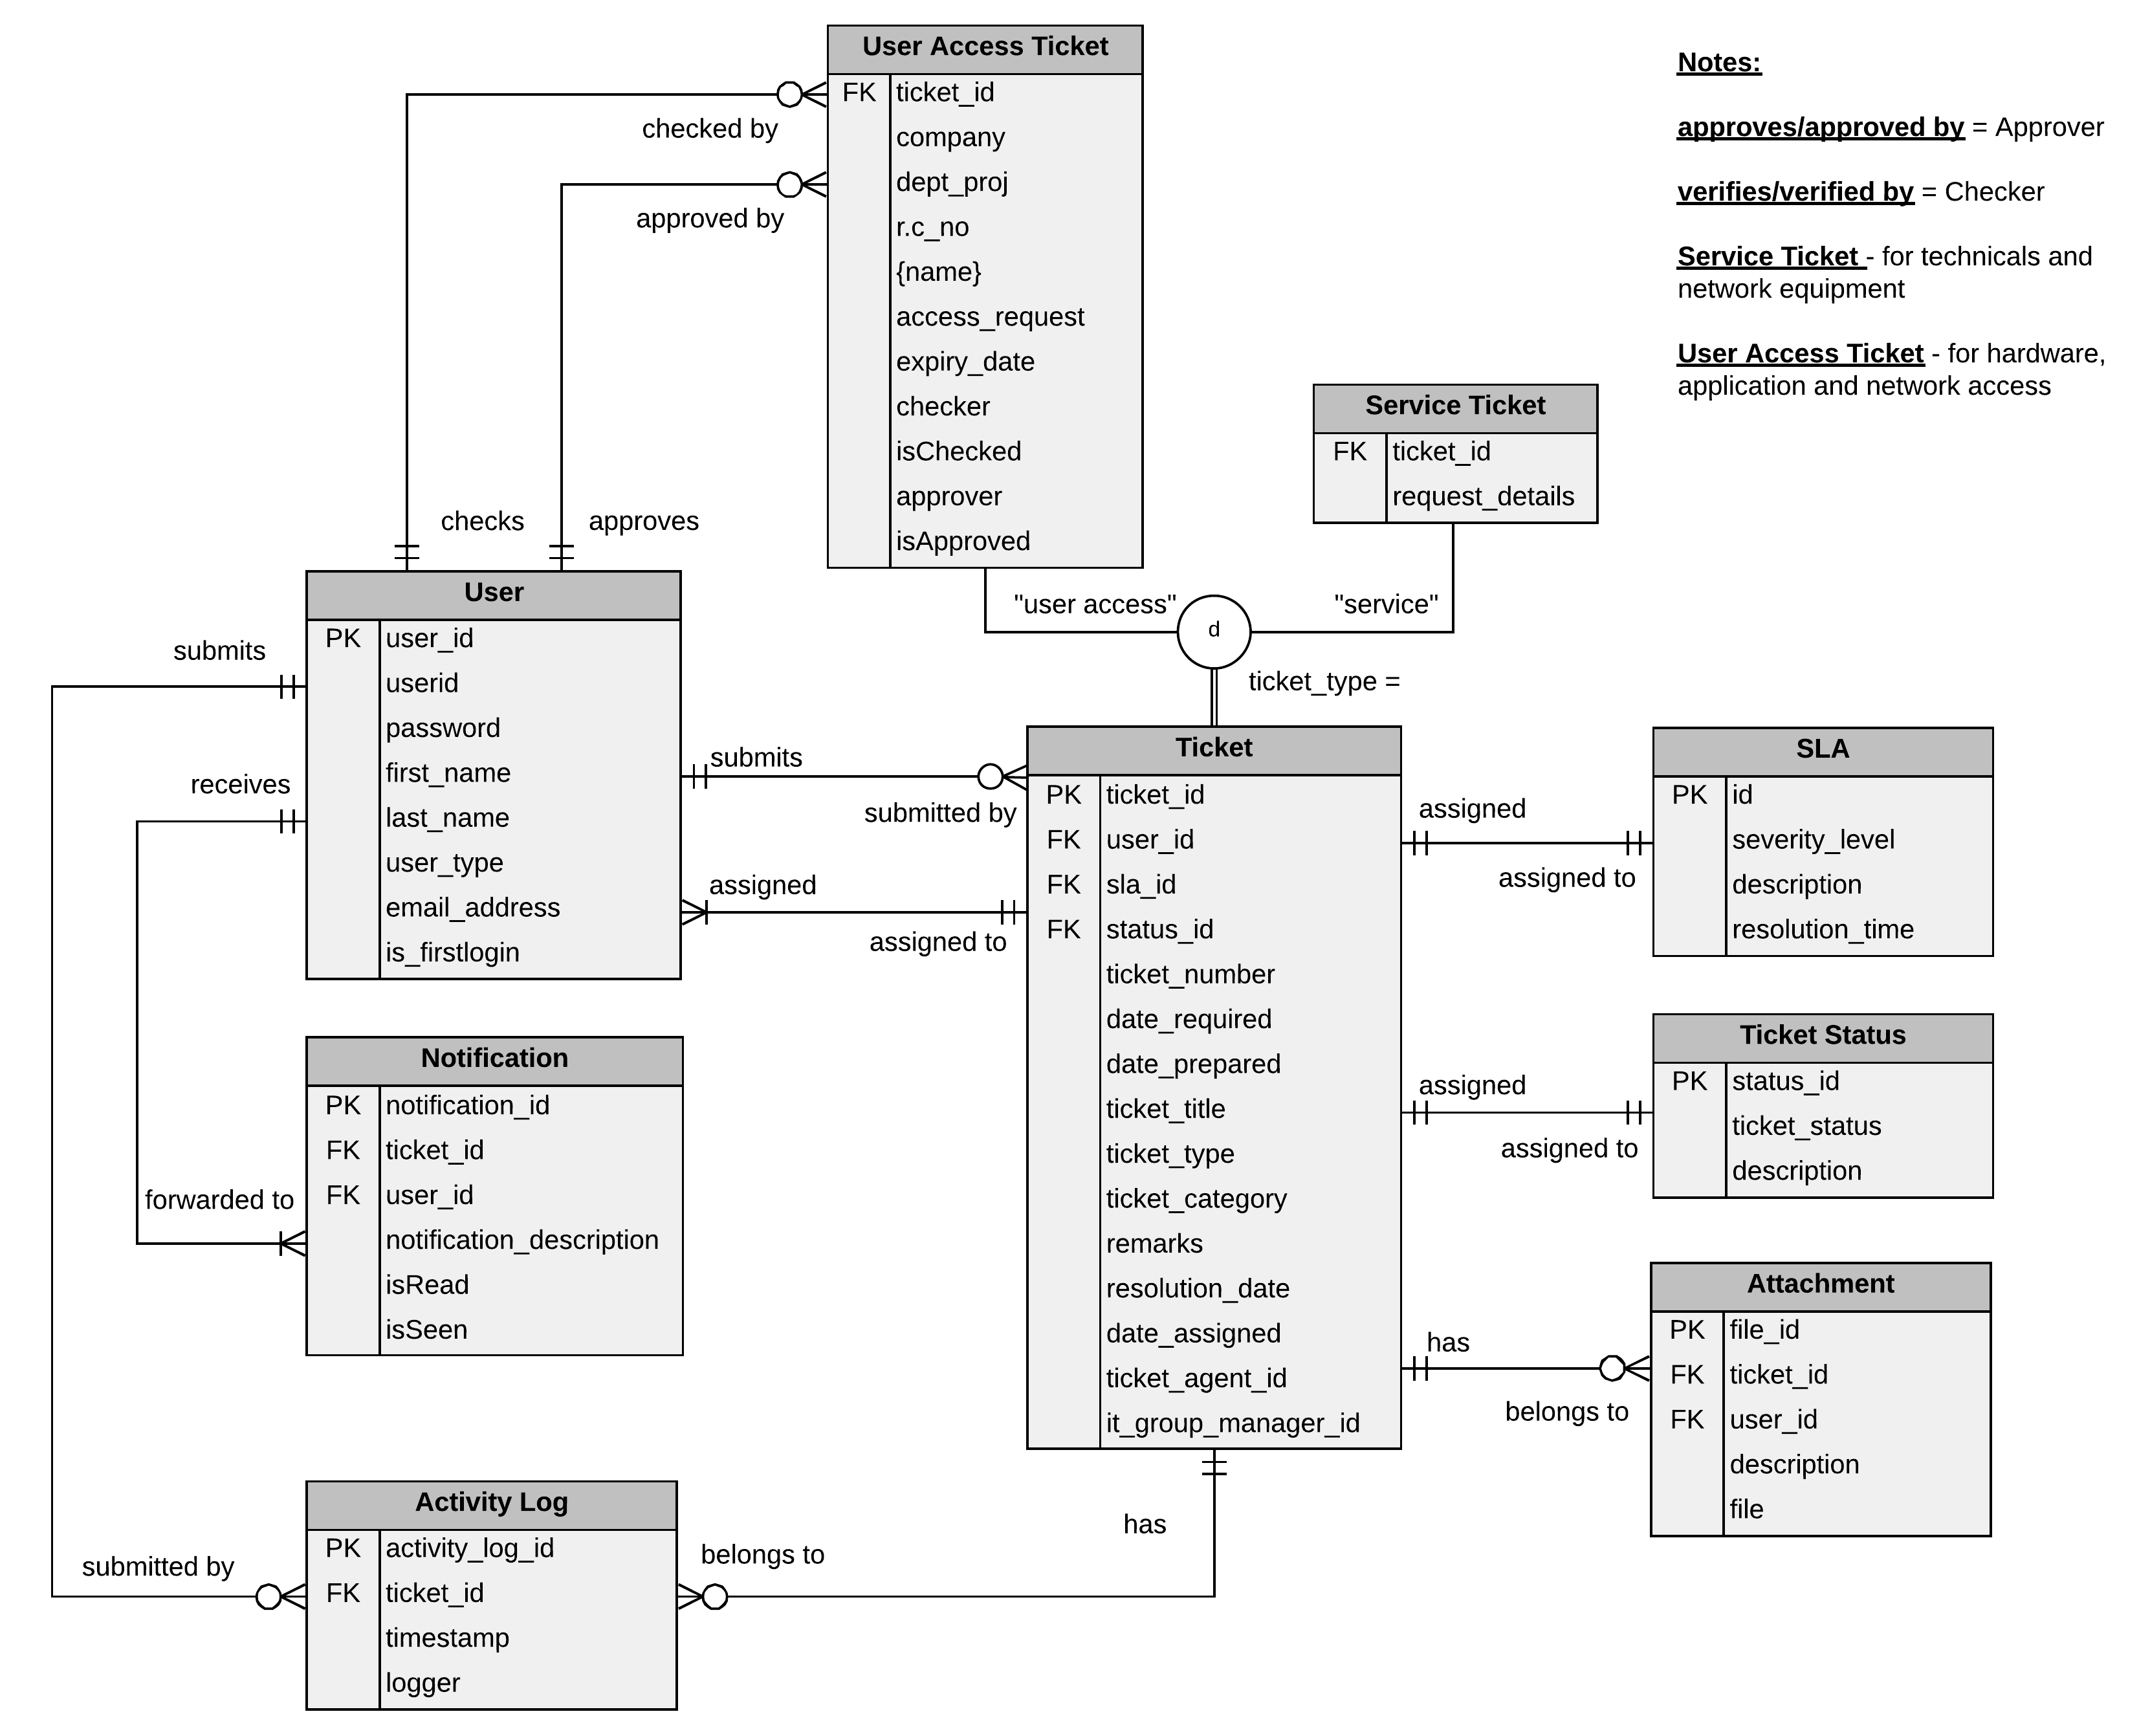 User Access Ticket
FK ticket_id
company
dept_proj
r.c_no
{name}
access_request
expiry_date
checker
isChecked
approver
isApproved
Notes:
approves/approved by = Approver
verifies/verified by = Checker
Service Ticket - for technicals and
network equipment
User Access Ticket - for hardware,
application and network access
checked by
approved by
checks
approves
Service Ticket
FK ticket_id
request_details
"user access"
d
"service"
ticket_type =
User
PK user_id
userid
password
first_name
last_name
user_type
email_address
is_firstlogin
submits
receives
submits
submitted by
assigned
assigned to
Ticket
PK ticket_id
FK user_id
FK sla_id
FK status_id
ticket_number
date_required
date_prepared
ticket_title
ticket_type
ticket_category
remarks
resolution_date
date_assigned
ticket_agent_id
it_group_manager_id
assigned
assigned to
SLA
PK id
severity_level
description
resolution_time
assigned
assigned to
Ticket Status
PK status_id
ticket_status
description
Notification
PK notification_id
FK ticket_id
FK user_id
notification_description
isRead
isSeen
forwarded to
has
belongs to
Attachment
PK file_id
FK ticket_id
FK user_id
description
file
Activity Log
PK activity_log_id
FK ticket_id
timestamp
logger
submitted by
belongs to
has